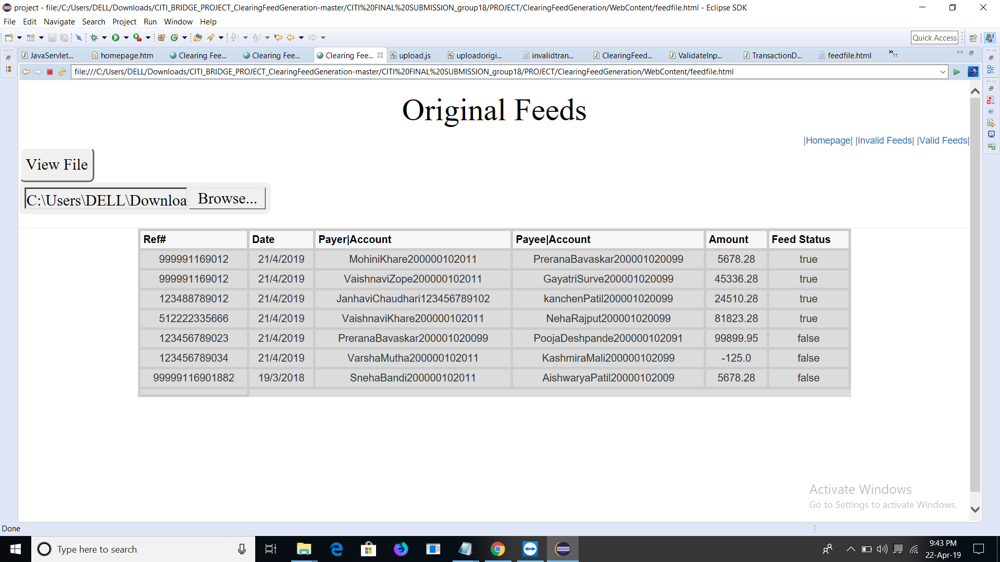 project - file:/C:/Users/DELL/Downloads/CITI_BRIDGE_PROJECT_ClearingFeedGeneration-master/CITI%20FINAL%20SUBMISSION_group18/PROJECT/ClearingFeedGeneration/WebContent/feedfile.html - Eclipse SDK
File Edit Navigate Search Project Run Window Help
Quick Access
JavaServlet... homepage.htm Clearing Fee... Clearing Fee... Clearing Fee... upload.js uploadorigi... invalidtran... ClearingFeed... ValidateInp... TransactionD... feedfile.html »11
file:///C:/Users/DELL/Downloads/CITI_BRIDGE_PROJECT_ClearingFeedGeneration-master/CITI%20FINAL%20SUBMISSION_group18/PROJECT/ClearingFeedGeneration/WebContent/feedfile.html
Original Feeds
|Homepage| |Invalid Feeds| |Valid Feeds|
View File
C:\Users\DELL\Downloa Browse...
Ref# Date Payer|Account Payee|Account Amount Feed Status
999991169012 21/4/2019 MohiniKhare200000102011 PreranaBavaskar200001020099 5678.28 true
999991169012 21/4/2019 VaishnaviZope200000102011 GayatriSurve200001020099 45336.28 true
123488789012 21/4/2019 JanhaviChaudhari123456789102 kanchenPatil200001020099 24510.28 true
512222335666 21/4/2019 VaishnaviKhare200000102011 NehaRajput200001020099 81823.28 true
123456789023 21/4/2019 PreranaBavaskar200001020099 PoojaDeshpande200000102091 99899.95 false
123456789034 21/4/2019 VarshaMutha200000102011 KashmiraMali200000102099 -125.0 false
99999116901882 19/3/2018 SnehaBandi200000102011 AishwaryaPatil20000102009 5678.28 false
Activate Windows
Go to Settings to activate Windows.
Done
Type here to search
9:43 PM
22-Apr-19